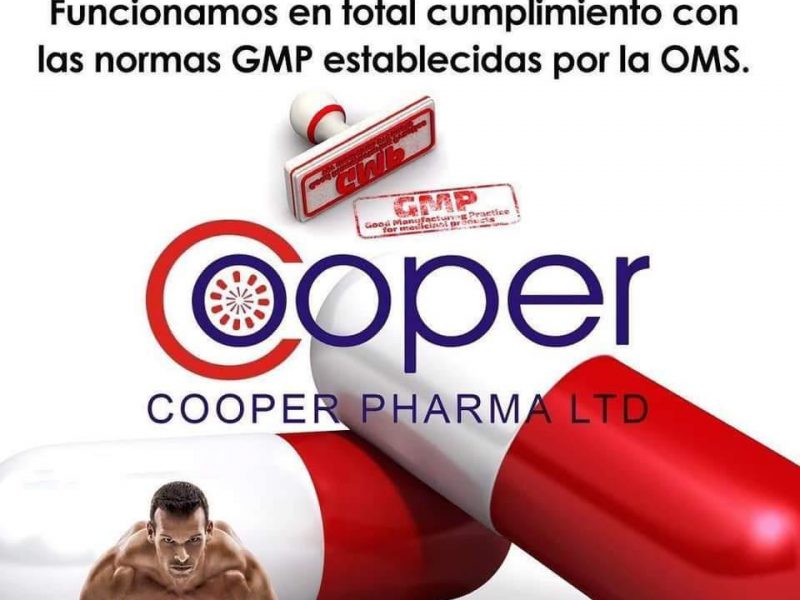 Funcionamos en total cumplimiento con
las normas GMP establecidas por la OMS.
GMP
GMP
Good Manufacturing Practice
for medicinal products
Cooper
COOPER PHARMA LTD